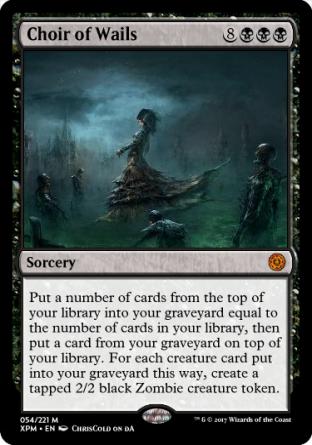 Choir of Wails 8
Sorcery
Put a number of cards from the top of
your library into your graveyard equal to
the number of cards in your library, then
put a card from your graveyard on top of
your library. For each creature card put
into your graveyard this way, create a
tapped 2/2 black Zombie creature token.
054/221 M
XPM • EN ChrisCold on dA
™ & © 2017 Wizards of the Coast